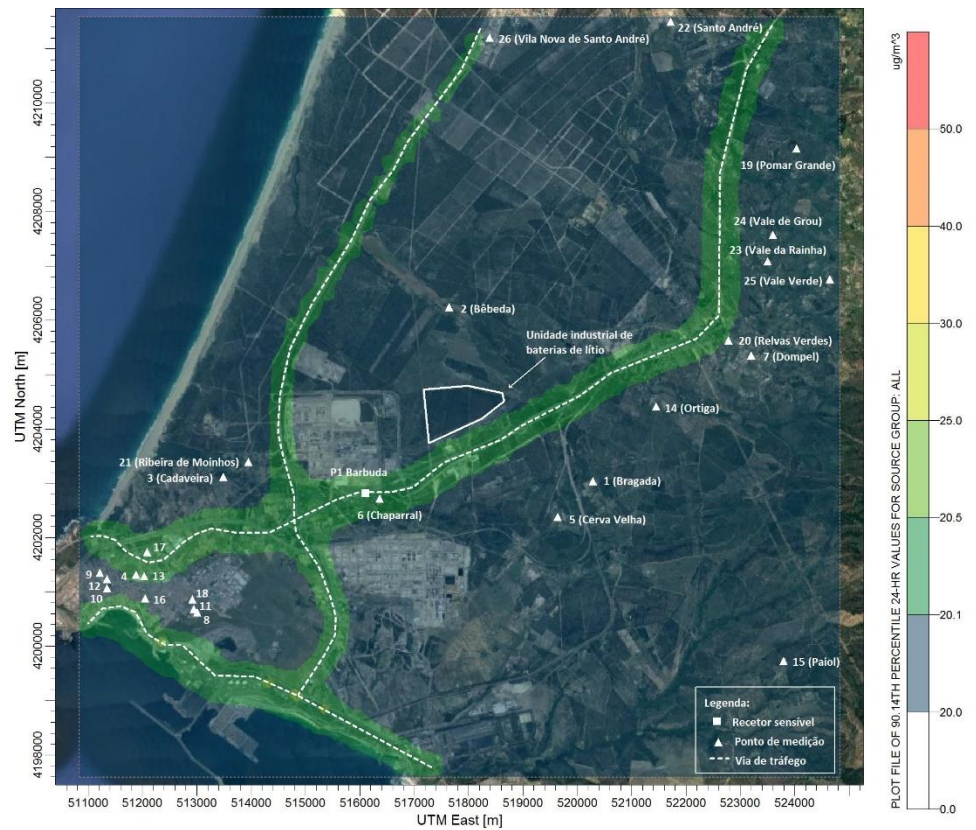 22 (Santo André)
26 (Vila Nova de Santo André)
19 (Pomar Grande)
24 (Vale de Grou)
23 (Vale da Rainha)
25 (Vale Verde)
2 (Bêbeda)
Unidade industrial de
baterias de lítio
20 (Relvas Verdes)
7 (Dompel)
14 (Ortiga)
21 (Ribeira de Moinhos)
3 (Cadaveira)
P1 Barbuda
6 (Chaparral)
1 (Bragada)
5 (Cerva Velha)
17
9
4
13
12
10
16
18
11
8
15 (Paiol)
Legenda:
Recetor sensível
Ponto de medição
Via de tráfego
UTM North [m]
4210000
4208000
4206000
4204000
4202000
4200000
4198000
511000 512000 513000 514000 515000 516000 517000 518000 519000 520000 521000 522000 523000 524000
UTM East [m]
PLOT FILE OF 90.14TH PERCENTILE 24-HR VALUES FOR SOURCE GROUP: ALL
ug/m^3
50.0
40.0
30.0
25.0
20.5
20.1
20.0
0.0